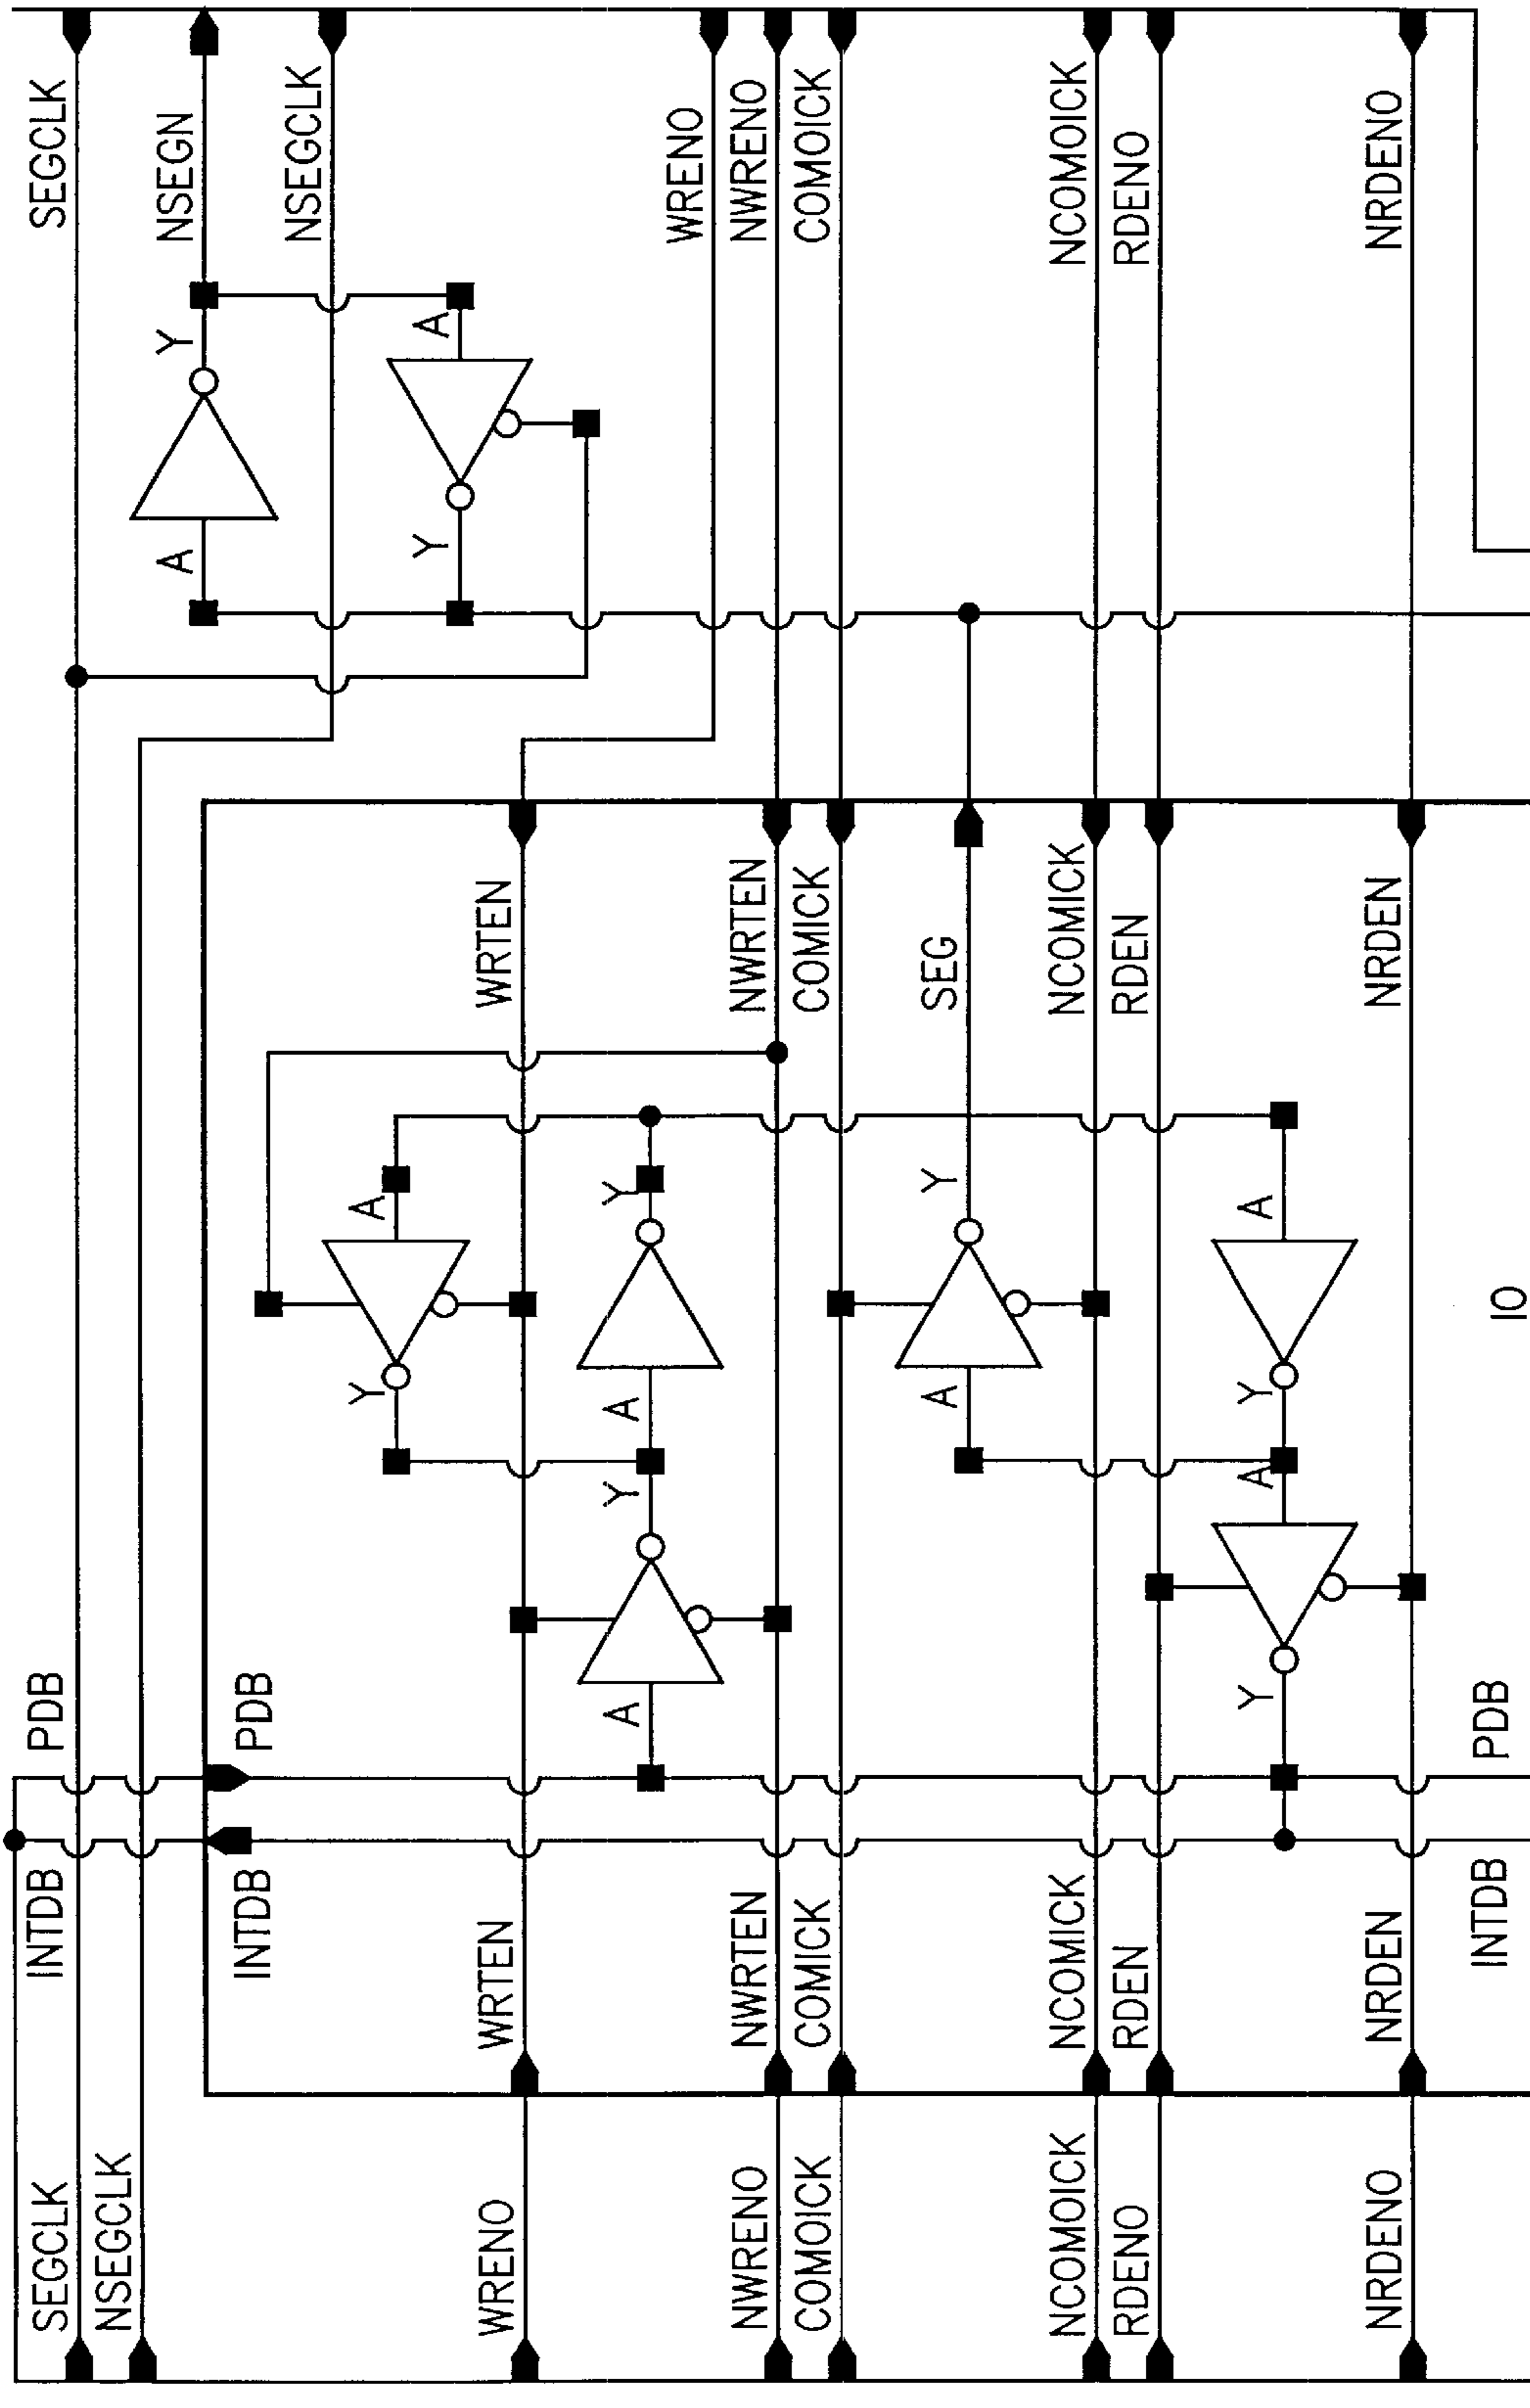 SEGCLK
NSEGN
NSEGCLK
WRENO
NWRENO
COMOICK
NCOMOICK
RDENO
NRDENO
Y
A
A
Y
WRTEN
NWRTEN
COMICK
SEG
NCOMICK
RDEN
NRDEN
A
Y
Y
A
Y
A
Y
A
A
Y
A
Y
IO
PDB
PDB
PDB
INTDB
INTDB
INTDB
WRTEN
NWRTEN
COMICK
NCOMICK
RDEN
NRDEN
SEGCLK
NSEGCLK
WRENO
NWRENO
COMOICK
NCOMOICK
RDENO
NRDENO